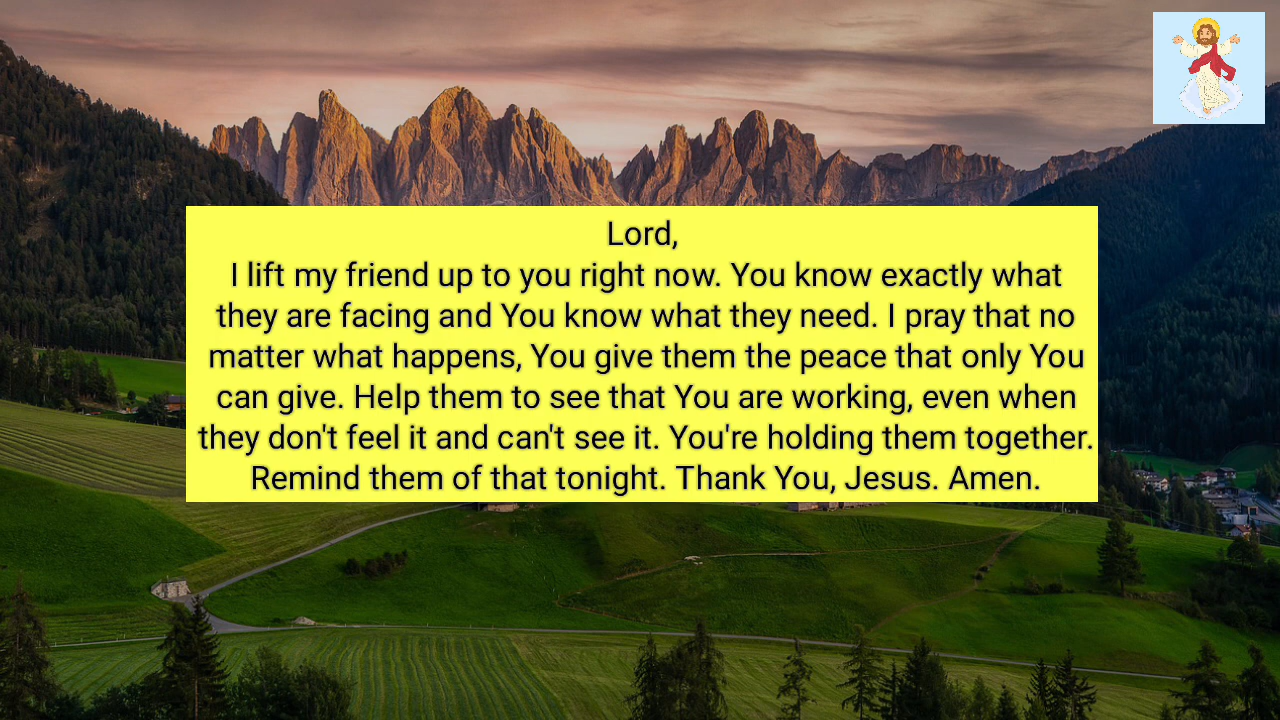 Lord,
I lift my friend up to you right now. You know exactly what
they are facing and You know what they need. I pray that no
matter what happens, You give them the peace that only You
can give. Help them to see that You are working, even when
they don't feel it and can't see it. You're holding them together.
Remind them of that tonight. Thank You, Jesus. Amen.